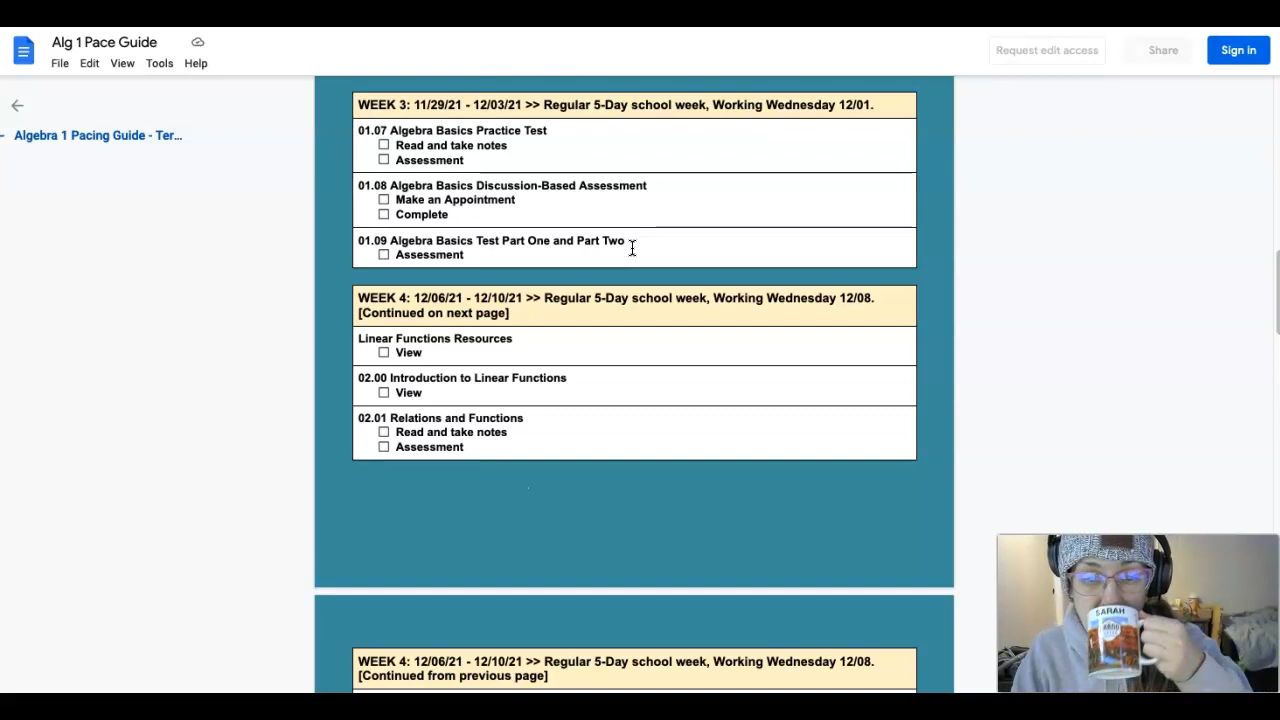 Alg 1 Pace Guide
File Edit View Tools Help
Request edit access
Share
Sign in
Algebra 1 Pacing Guide - Ter...
WEEK 3: 11/29/21 - 12/03/21 >> Regular 5-Day school week, Working Wednesday 12/01.
01.07 Algebra Basics Practice Test
Read and take notes
Assessment
01.08 Algebra Basics Discussion-Based Assessment
Make an Appointment
Complete
01.09 Algebra Basics Test Part One and Part Two
Assessment
WEEK 4: 12/06/21 - 12/10/21 >> Regular 5-Day school week, Working Wednesday 12/08.
[Continued on next page]
Linear Functions Resources
View
02.00 Introduction to Linear Functions
View
02.01 Relations and Functions
Read and take notes
Assessment
WEEK 4: 12/06/21 - 12/10/21 >> Regular 5-Day school week, Working Wednesday 12/08.
[Continued from previous page]
SARAH